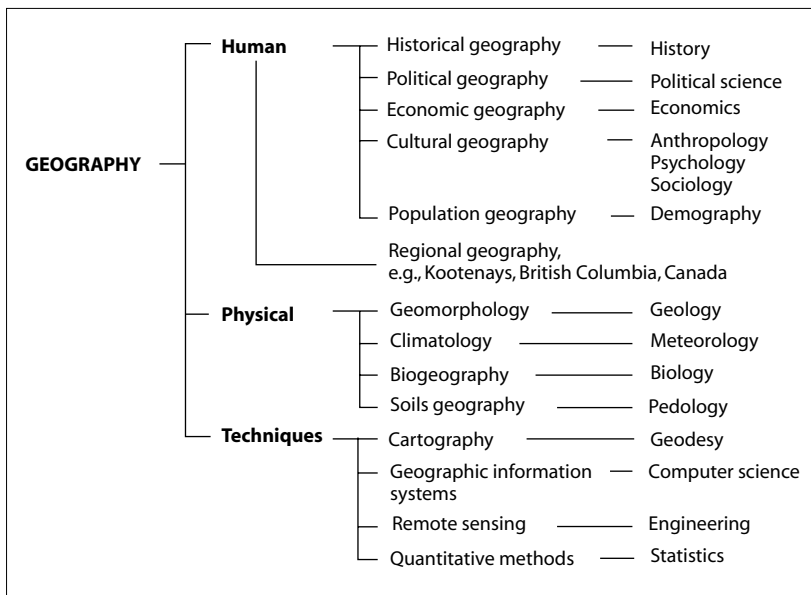 Human
Historical geography
History
Political geography
Political science
Economic geography
Economics
Cultural geography
Anthropology
Psychology
Sociology
GEOGRAPHY
Population geography
Demography
Regional geography,
e.g., Kootenays, British Columbia, Canada
Physical
Geomorphology
Geology
Climatology
Meteorology
Biogeography
Biology
Soils geography
Pedology
Techniques
Cartography
Geodesy
Geographic information
systems
Computer science
Remote sensing
Engineering
Quantitative methods
Statistics